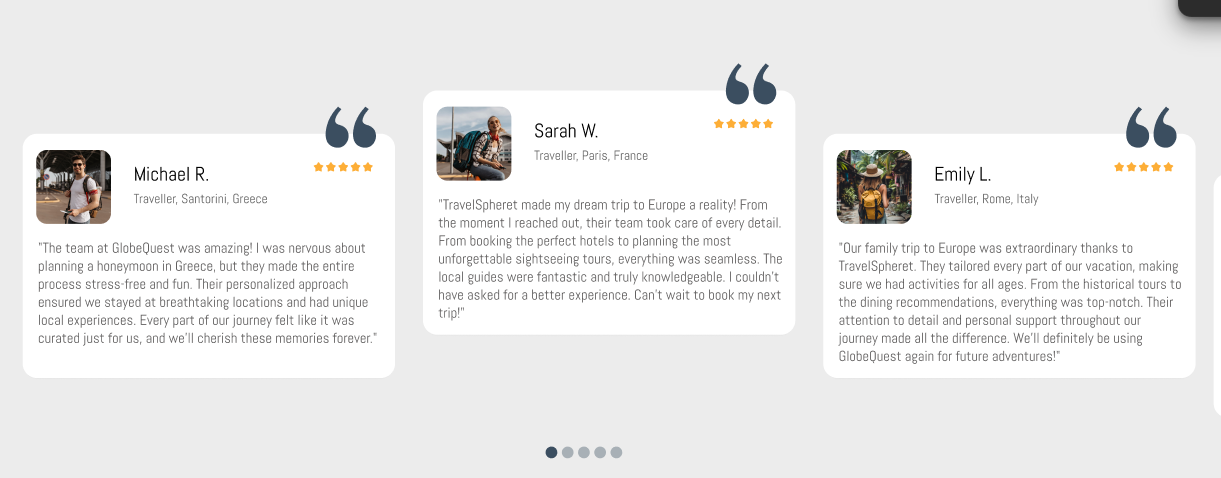 Michael R.
Traveller, Santorini, Greece
"The team at GlobeQuest was amazing! I was nervous about
planning a honeymoon in Greece, but they made the entire
process stress-free and fun. Their personalized approach
ensured we stayed at breathtaking locations and had unique
local experiences. Every part of our journey felt like it was
curated just for us, and we'll cherish these memories forever."
Sarah W.
Traveller, Paris, France
"TravelSpheret made my dream trip to Europe a reality! From
the moment I reached out, their team took care of every detail.
From booking the perfect hotels to planning the most
unforgettable sightseeing tours, everything was seamless. The
local guides were fantastic and truly knowledgeable. I couldn't
have asked for a better experience. Can't wait to book my next
trip!"
Emily L.
Traveller, Rome, Italy
"Our family trip to Europe was extraordinary thanks to
TravelSpheret. They tailored every part of our vacation, making
sure we had activities for all ages. From the historical tours to
the dining recommendations, everything was top-notch. Their
attention to detail and personal support throughout our
journey made all the difference. We'll definitely be using
GlobeQuest again for future adventures!"